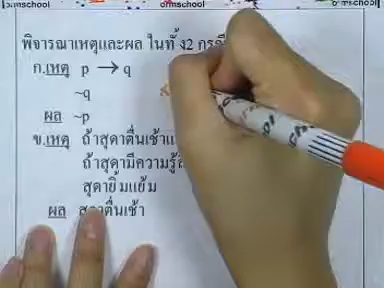 ormschool
ormschool
ormschool
พิจารณาเหตุและผล ในทั้ง2 กรณี
ก.เหตุ p → q
~q
ผล ~p
ข.เหตุ ถ้าสุดาตื่นเช้า
ถ้าสุดามีความรู้
สุดายิ้มแย้ม
ผล สุดาตื่นเช้า